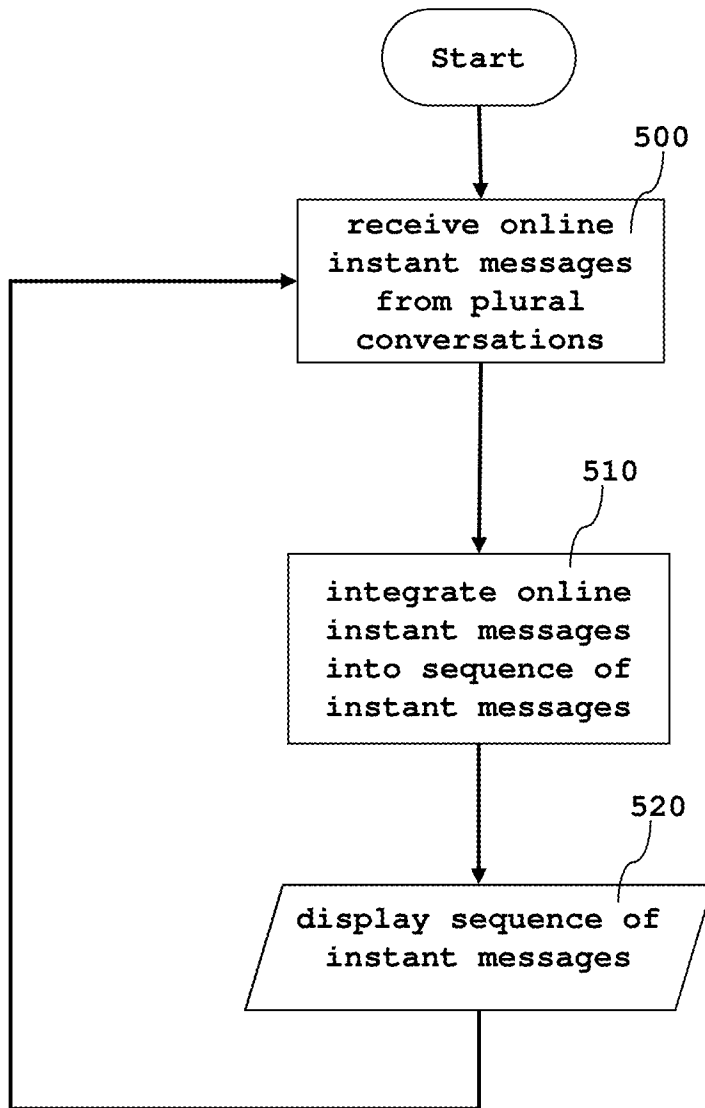 Start
500
receive online
instant messages
from plural
conversations
510
integrate online
instant messages
into sequence of
instant messages
520
display sequence of
instant messages